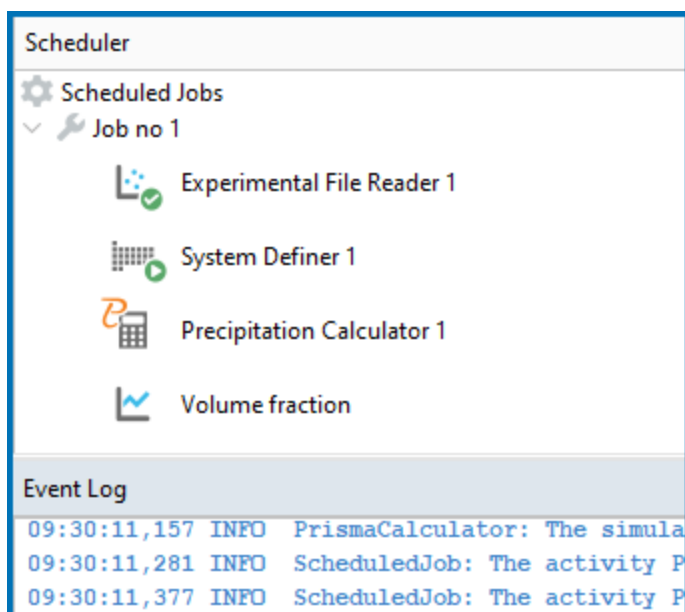 Scheduler
Scheduled Jobs
Job no 1
Experimental File Reader 1
System Definer 1
Precipitation Calculator 1
Volume fraction
Event Log
09:30:11,157 INFO PrismaCalculator: The simula
09:30:11,281 INFO ScheduledJob: The activity P
09:30:11,377 INFO ScheduledJob: The activity P